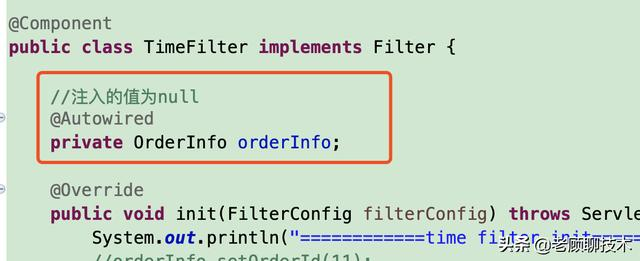 @Component
public class TimeFilter implements Filter {
//注入的值为null
@Autowired
private OrderInfo orderInfo;
@Override
public void init(FilterConfig filterConfig) throws Servle
System.out.println("============time filter init=====
//orderInfo.setOrderId(11);
头条 @老顾聊技术